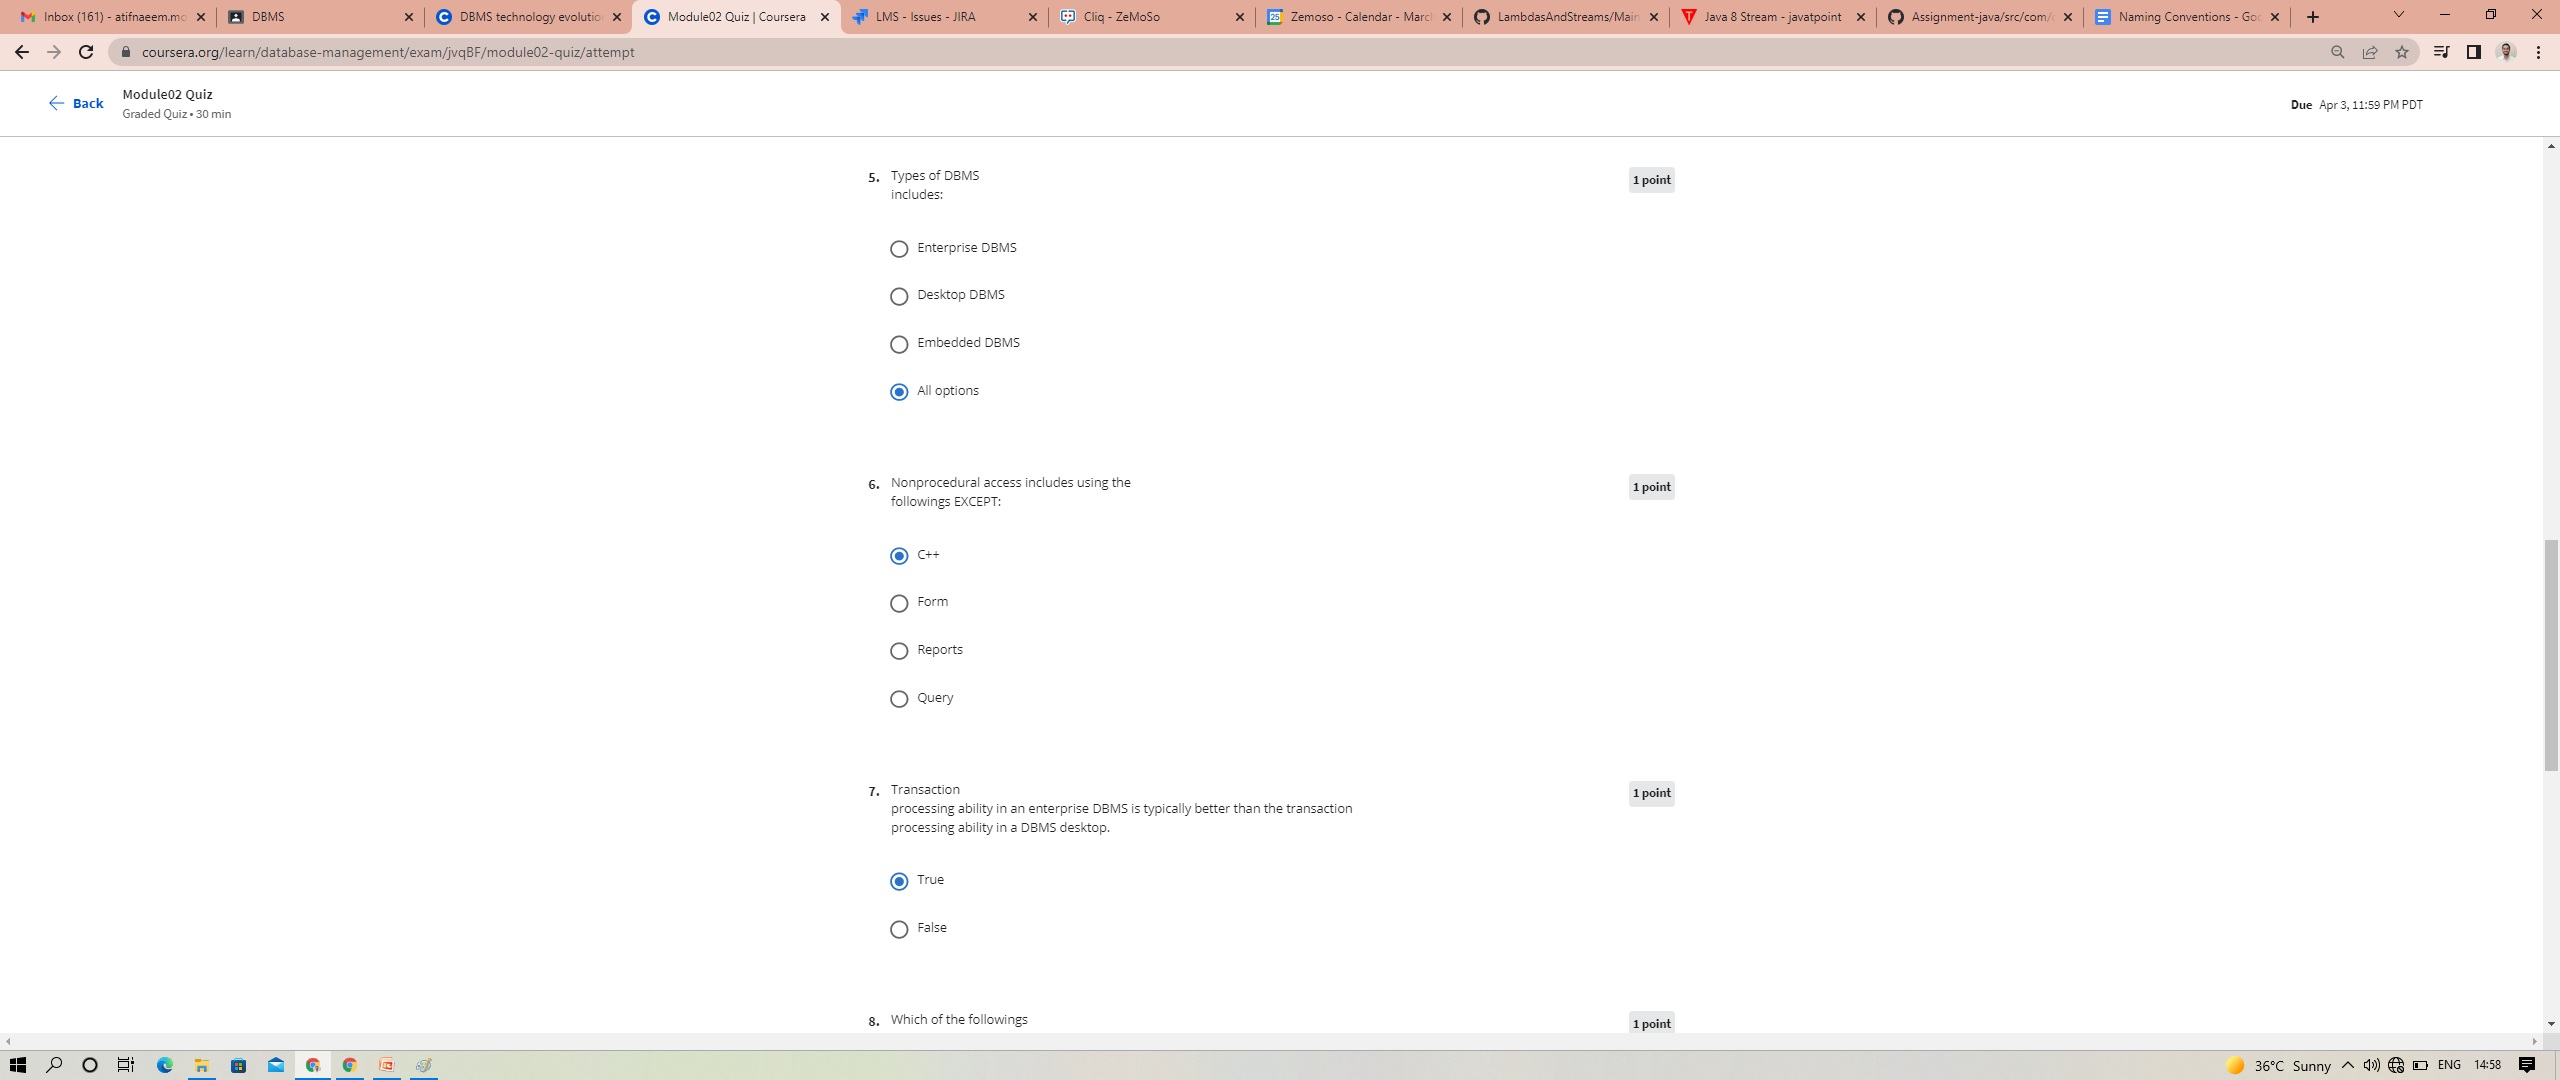 Inbox (161) - atifnaeem.mo
DBMS
DBMS technology evolutio
Module02 Quiz | Coursera
LMS - Issues - JIRA
Cliq - ZeMoSo
Zemoso - Calendar - Marc
LambdasAndStreams/Main
Java 8 Stream - javatpoint
Assignment-java/src/com/
Naming Conventions - Goo
coursera.org/learn/database-management/exam/jvqBF/module02-quiz/attempt
Back
Module02 Quiz
Graded Quiz • 30 min
Due Apr 3, 11:59 PM PDT
5. Types of DBMS
includes:
1 point
Enterprise DBMS
Desktop DBMS
Embedded DBMS
All options
6. Nonprocedural access includes using the
followings EXCEPT:
1 point
C++
Form
Reports
Query
7. Transaction
processing ability in an enterprise DBMS is typically better than the transaction
processing ability in a DBMS desktop.
1 point
True
False
8. Which of the followings
1 point
36°C Sunny
ENG
14:58